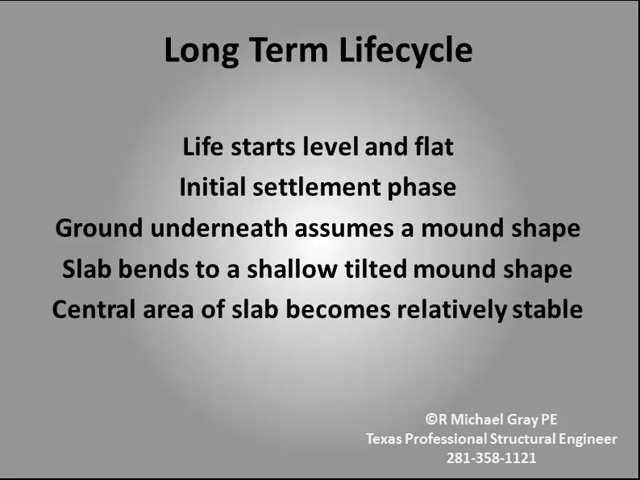 Long Term Lifecycle
Life starts level and flat
Initial settlement phase
Ground underneath assumes a mound shape
Slab bends to a shallow tilted mound shape
Central area of slab becomes relatively stable
©R Michael Gray PE
Texas Professional Structural Engineer
281-358-1121